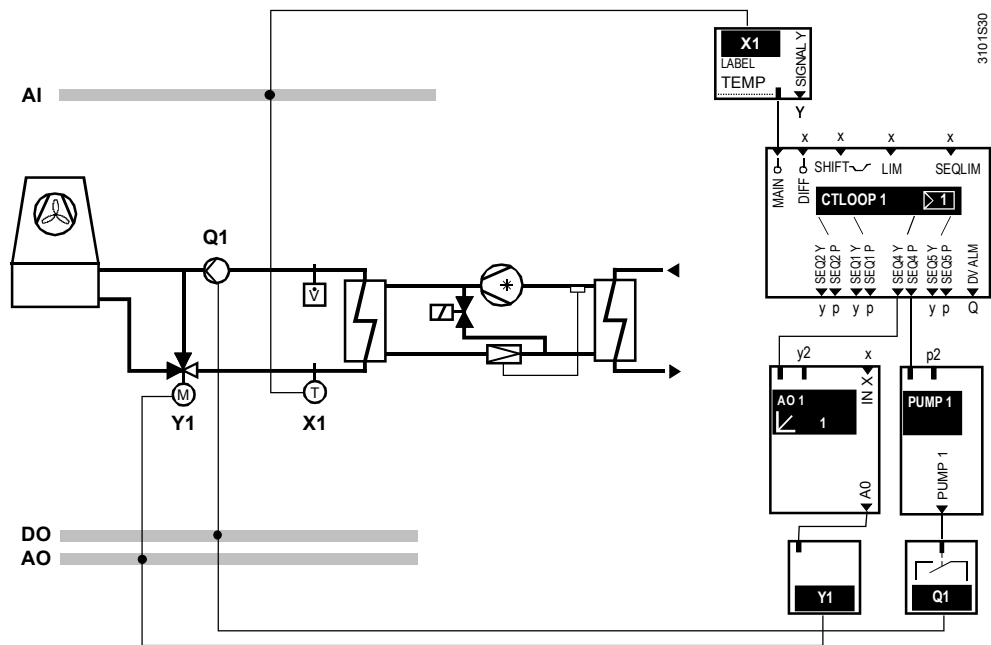 X1
LABEL
TEMP
SIGNAL Y
Y
3101S30
AI
x x x x
MAIN DIFF SHIFT LIM SEQLIM
CTLOOP 1 1
SEQ2 Y SEQ2 P SEQ1 Y SEQ1 P SEQ4 Y SEQ4 P SEQ5 Y SEQ5 P DV ALM
y p y p y p Q
Q1
V̇
M
Y1
T
X1
y2 x
AO 1
1
IN X
A0
p2
PUMP 1
PUMP 1
DO
AO
Y1
Q1